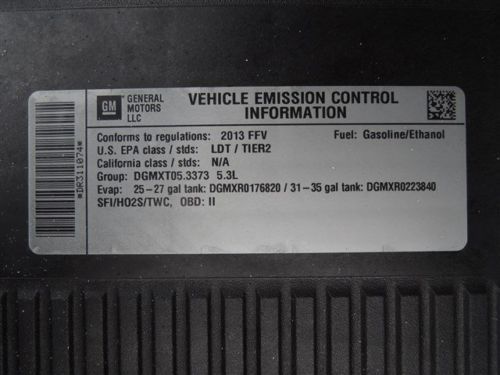 GM GENERAL
MOTORS
LLC
VEHICLE EMISSION CONTROL
INFORMATION
Conforms to regulations: 2013 FFV Fuel: Gasoline/Ethanol
U.S. EPA class / stds: LDT / TIER2
California class / stds: N/A
Group: DGMXT05.3373 5.3L
Evap: 25-27 gal tank: DGMXR0176820 / 31-35 gal tank: DGMXR0223840
SFI/HO2S/TWC, OBD: II
*DR311074*